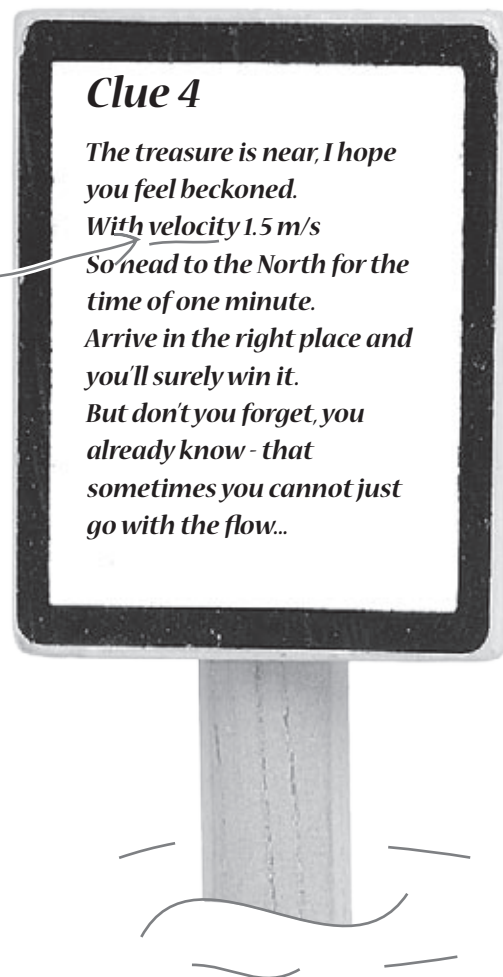 Clue 4
The treasure is near, I hope
you feel beckoned.
With velocity 1.5 m/s
So head to the North for the
time of one minute.
Arrive in the right place and
you'll surely win it.
But don't you forget, you
already know - that
sometimes you cannot just
go with the flow...